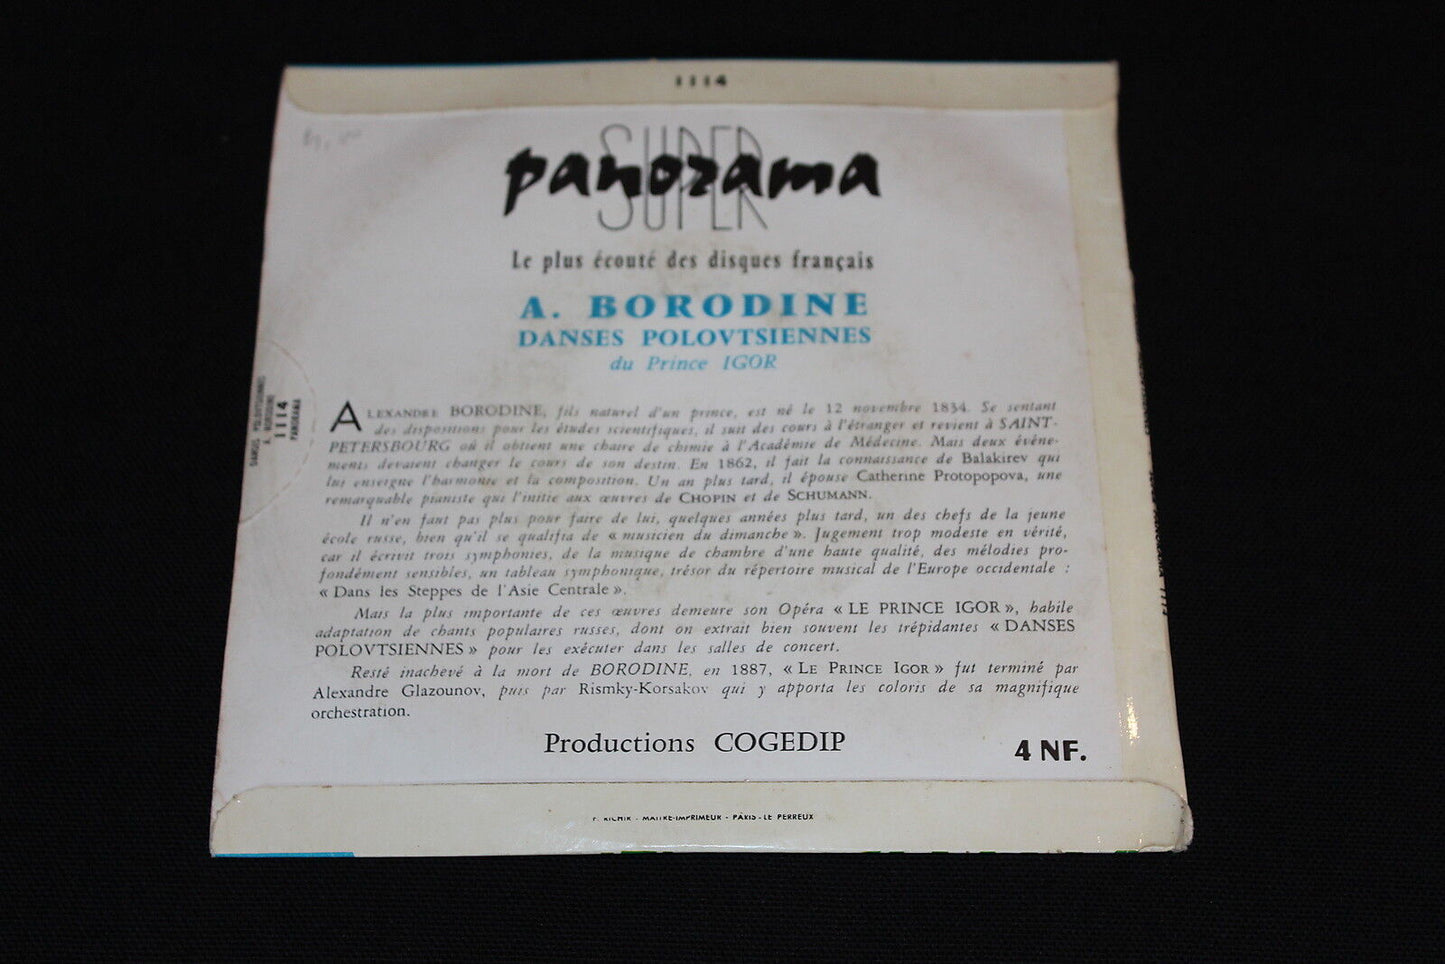 1114
SUPER
panorama
SUPER
Le plus écouté des disques français
A. BORODINE
DANSES POLOVTSIENNES
du Prince IGOR
ALEXANDRE BORODINE, fils naturel d'un prince, est né le 12 novembre 1834. Se sentant
des dispositions pour les études scientifiques, il suit des cours à l'étranger et revient à SAINT-
PETERSBOURG où il obtient une chaire de chimie à l'Académie de Médecine. Mais deux événe-
ments devaient changer le cours de son destin. En 1862, il fait la connaissance de Balakirev qui
lui enseigne l'harmonie et la composition. Un an plus tard, il épouse Catherine Protopopova, une
remarquable pianiste qui l'initie aux œuvres de CHOPIN et de SCHUMANN.
Il n'en faut pas plus pour faire de lui, quelques années plus tard, un des chefs de la jeune
école russe, bien qu'il se qualifia de « musicien du dimanche ». Jugement trop modeste en vérité,
car il écrivit trois symphonies, de la musique de chambre d'une haute qualité, des mélodies pro-
fondément sensibles, un tableau symphonique, trésor du répertoire musical de l'Europe occidentale :
« Dans les Steppes de l'Asie Centrale ».
Mais la plus importante de ces œuvres demeure son Opéra « LE PRINCE IGOR », habile
adaptation de chants populaires russes, dont on extrait bien souvent les trépidantes « DANSES
POLOVTSIENNES » pour les exécuter dans les salles de concert.
Resté inachevé à la mort de BORODINE, en 1887, « LE PRINCE IGOR » fut terminé par
Alexandre Glazounov, puis par Rismky-Korsakov qui y apporta les coloris de sa magnifique
orchestration.
Productions COGEDIP
4 NF.
RICHIR - MAITRE-IMPRIMEUR - PARIS - LE PERREUX
DANSES POLOVTSIENNES
BORODINE
1114
PANORAMA